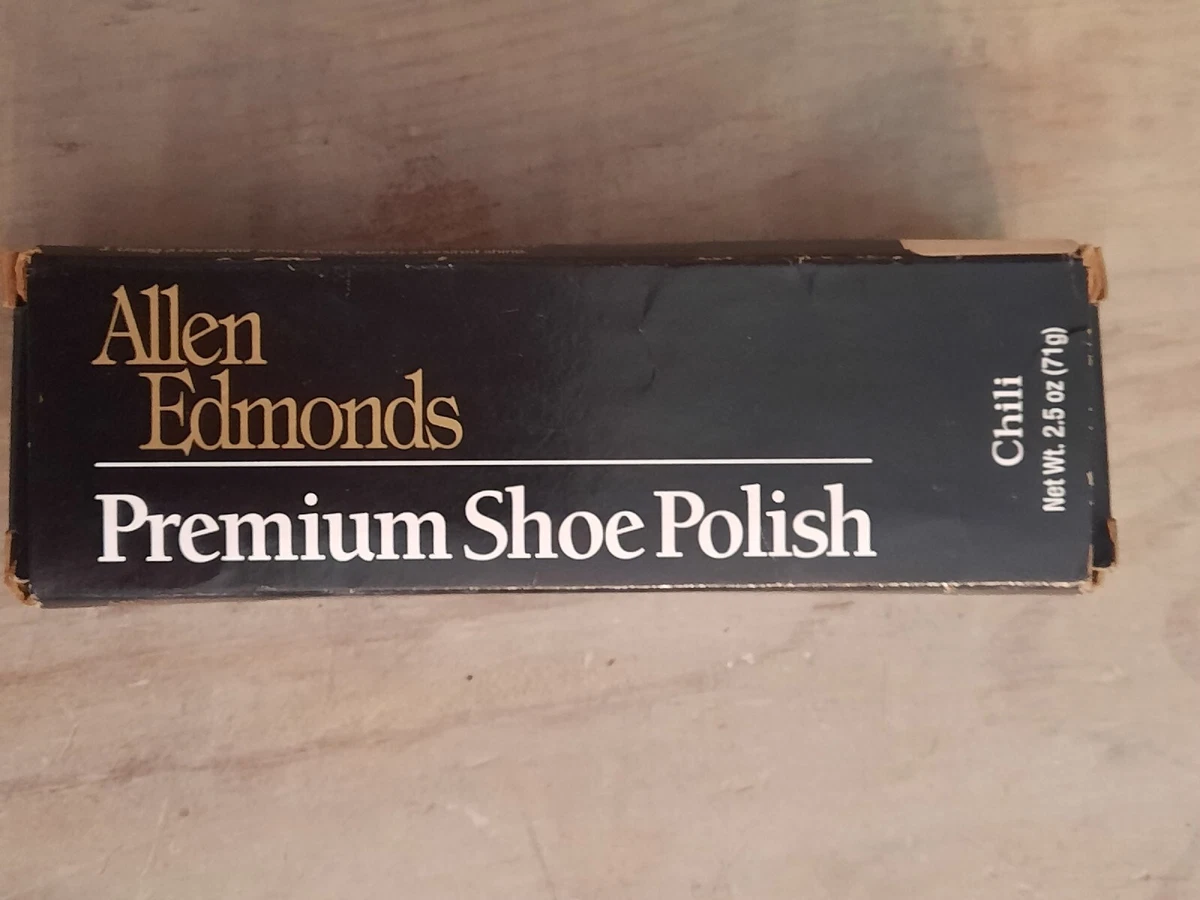 Allen
Edmonds
Premium Shoe Polish
Chili
Net Wt. 2.5 oz (71g)